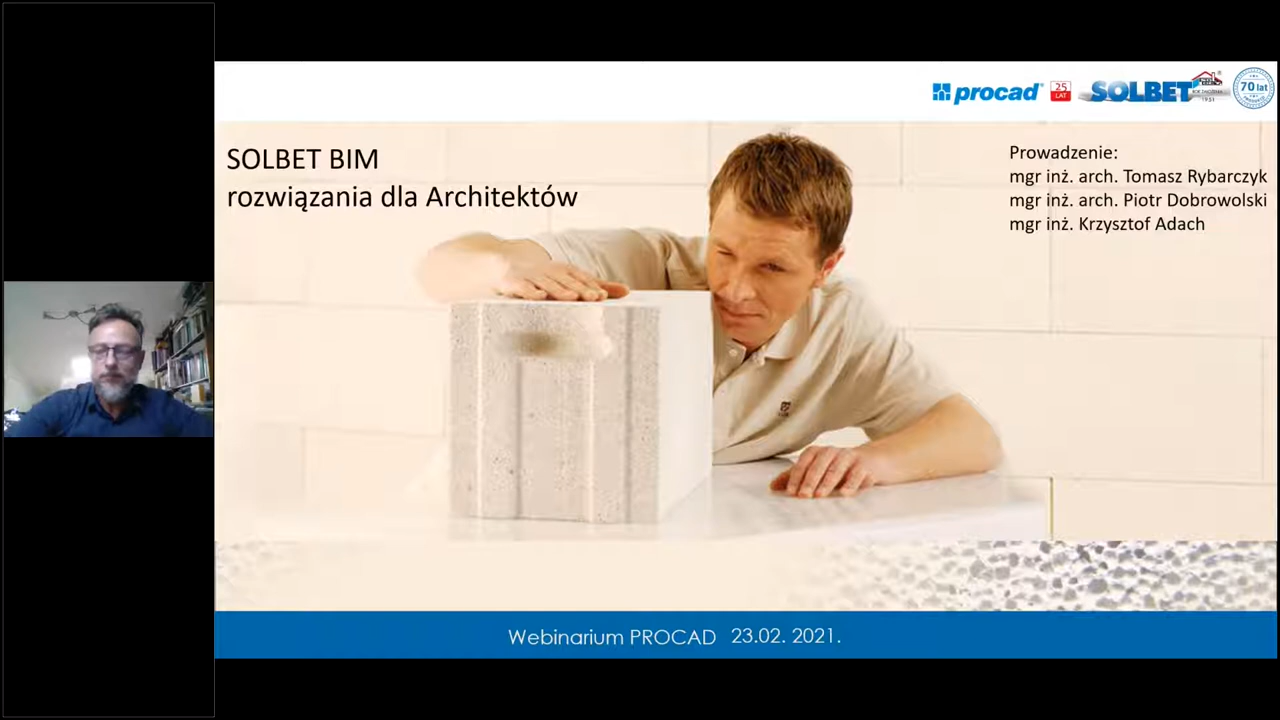 procad
25
LAT
SOLBET
1951
70 lat
SOLBET BIM
rozwiązania dla Architektów
Prowadzenie:
mgr inż. arch. Tomasz Rybarczyk
mgr inż. arch. Piotr Dobrowolski
mgr inż. Krzysztof Adach
Webinarium PROCAD 23.02. 2021.